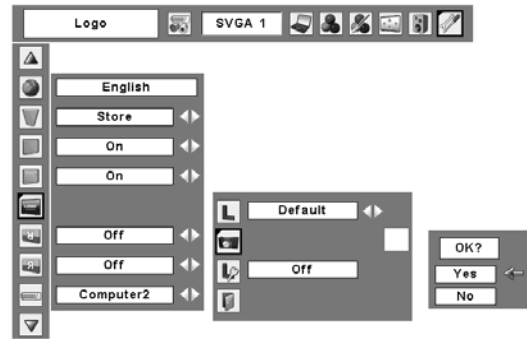 Logo
SVGA 1
English
Store
On
On
Off
Off
Computer2
Default
Off
OK?
Yes
No